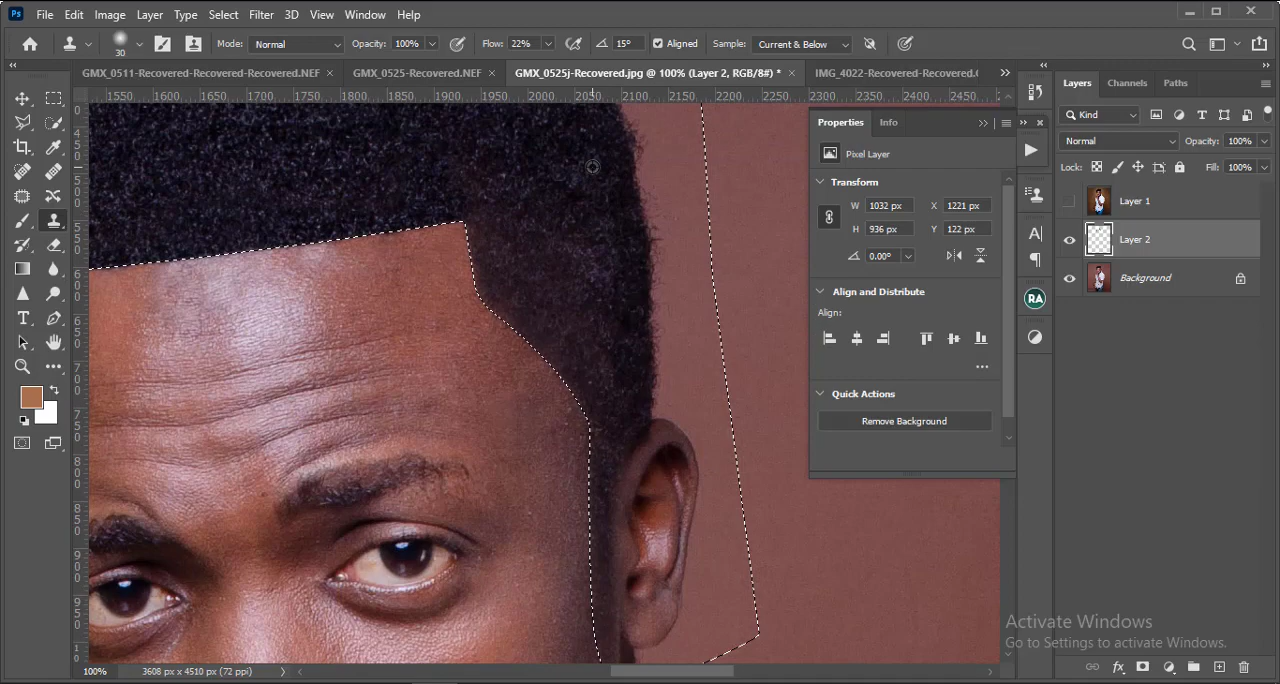 Ps File Edit Image Layer Type Select Filter 3D View Window Help
30 Mode: Normal Opacity: 100% Flow: 22% 15° Aligned Sample: Current & Below
GMX_0511-Recovered-Recovered-Recovered.NEF × GMX_0525-Recovered.NEF × GMX_0525j-Recovered.jpg @ 100% (Layer 2, RGB/8#) * × IMG_4022-Recovered-Recovered.(
1550 1600 1650 1700 1750 1800 1850 1900 1950 2000 2050 2100 2150 2200 2250 2300 2350 2400 2450
Properties Info
Pixel Layer
Transform
W 1032 px X 1221 px
H 936 px Y 122 px
0.00°
Align and Distribute
Align:
Quick Actions
Remove Background
A
RA
Layers Channels Paths
Kind
Normal Opacity: 100%
Lock: Fill: 100%
Layer 1
Layer 2
Background
Activate Windows
Go to Settings to activate Windows.
100% 3608 px x 4510 px (72 ppi)